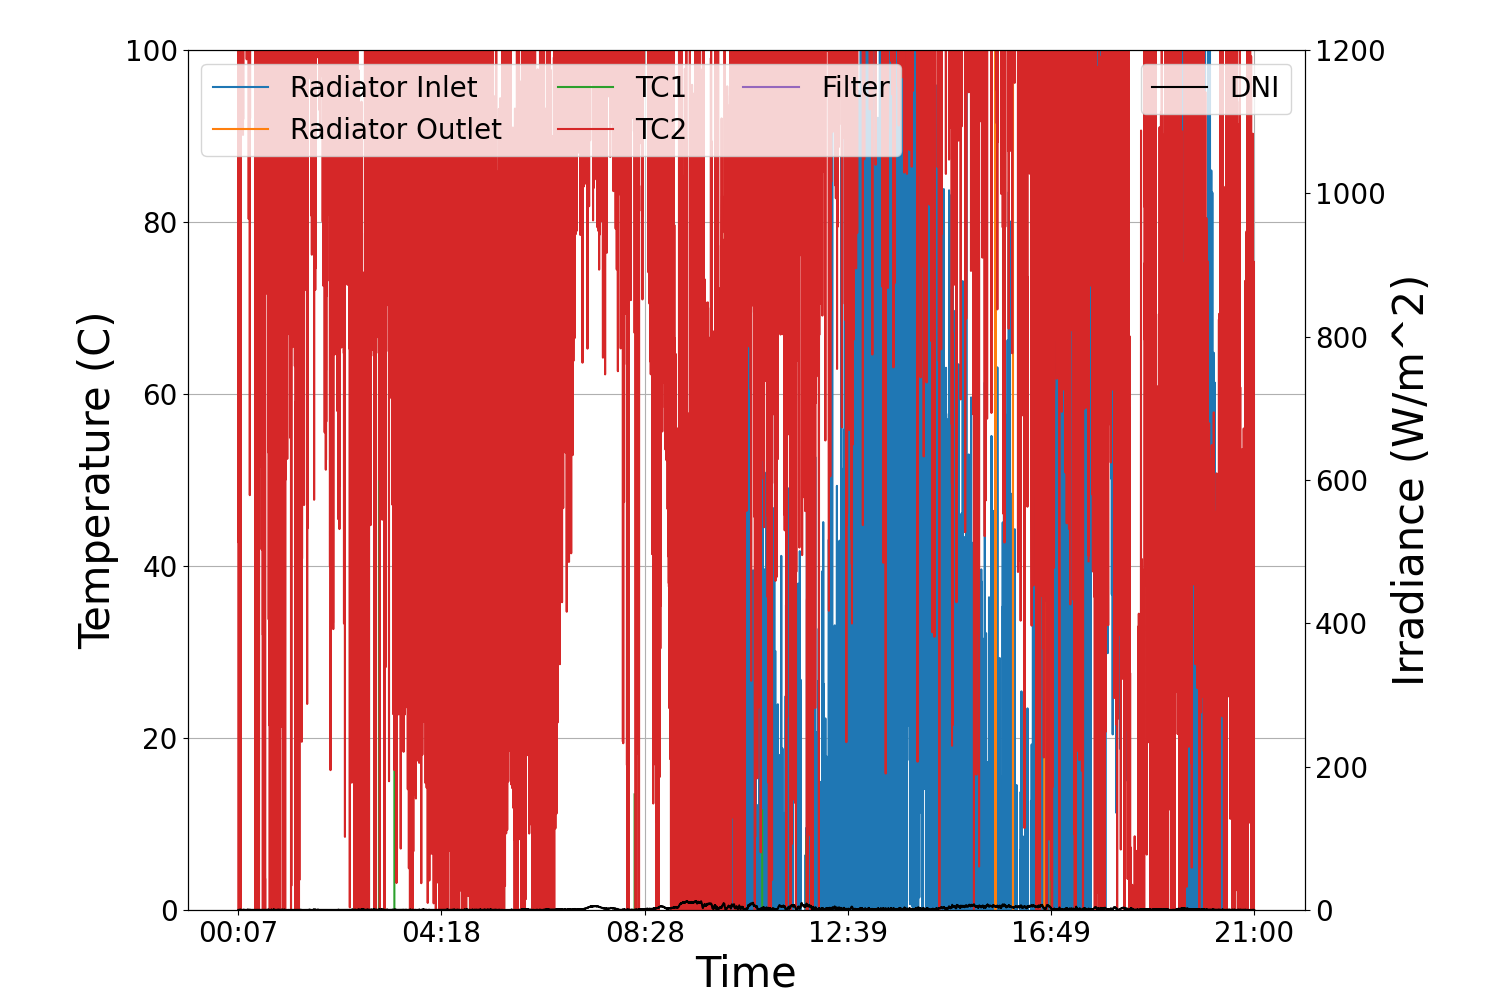 Radiator Inlet
Radiator Outlet
TC1
TC2
Filter
DNI
100
80
60
40
20
0
Temperature (C)
1200
1000
800
600
400
200
0
Irradiance (W/m^2)
00:07 04:18 08:28 12:39 16:49 21:00
Time